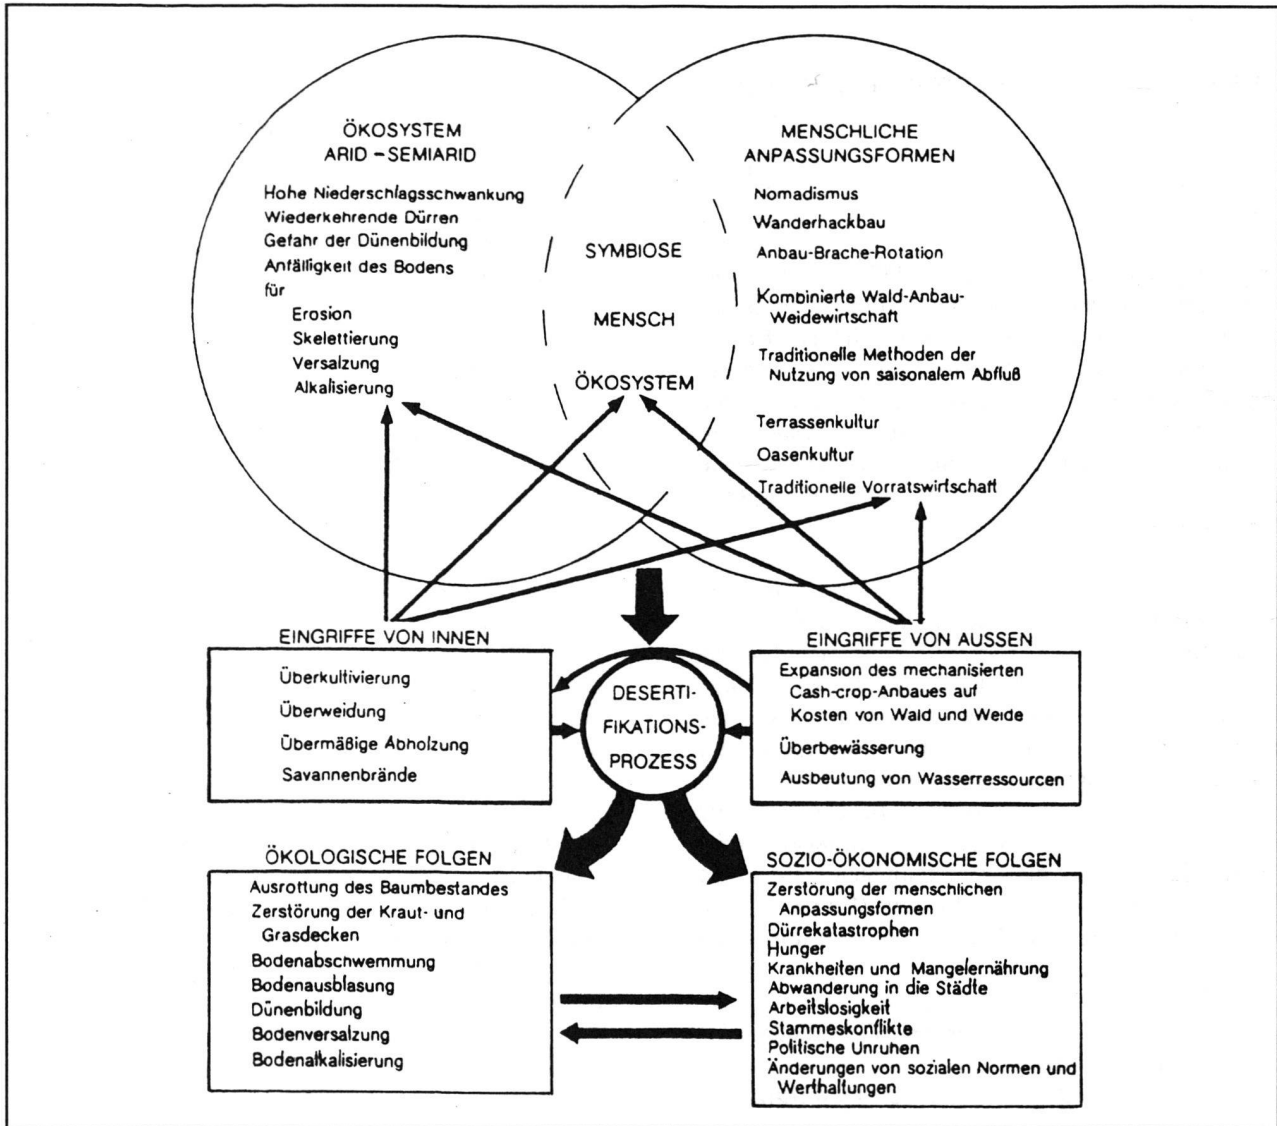 ÖKOSYSTEM
ARID – SEMIARID
Hohe Niederschlagsschwankung
Wiederkehrende Dürren
Gefahr der Dünenbildung
Anfälligkeit des Bodens
für
Erosion
Skelettierung
Versalzung
Alkalisierung
SYMBIOSE
MENSCH
ÖKOSYSTEM
MENSCHLICHE
ANPASSUNGSFORMEN
Nomadismus
Wanderhackbau
Anbau-Brache-Rotation
Kombinierte Wald-Anbau-
Weidewirtschaft
Traditionelle Methoden der
Nutzung von saisonalem Abfluß
Terrassenkultur
Oasenkultur
Traditionelle Vorratswirtschaft
EINGRIFFE VON INNEN
Überkultivierung
Überweidung
Übermäßige Abholzung
Savannenbrände
DESERTI-
FIKATIONS-
PROZESS
EINGRIFFE VON AUSSEN
Expansion des mechanisierten
Cash-crop-Anbaues auf
Kosten von Wald und Weide
Überbewässerung
Ausbeutung von Wasserressourcen
ÖKOLOGISCHE FOLGEN
Ausrottung des Baumbestandes
Zerstörung der Kraut- und
Grasdecken
Bodenabschwemmung
Bodenausblasung
Dünenbildung
Bodenversalzung
Bodenalkalisierung
SOZIO-ÖKONOMISCHE FOLGEN
Zerstörung der menschlichen
Anpassungsformen
Dürrekatastrophen
Hunger
Krankheiten und Mangelernährung
Abwanderung in die Städte
Arbeitslosigkeit
Stammeskonflikte
Politische Unruhen
Änderungen von sozialen Normen und
Werthaltungen